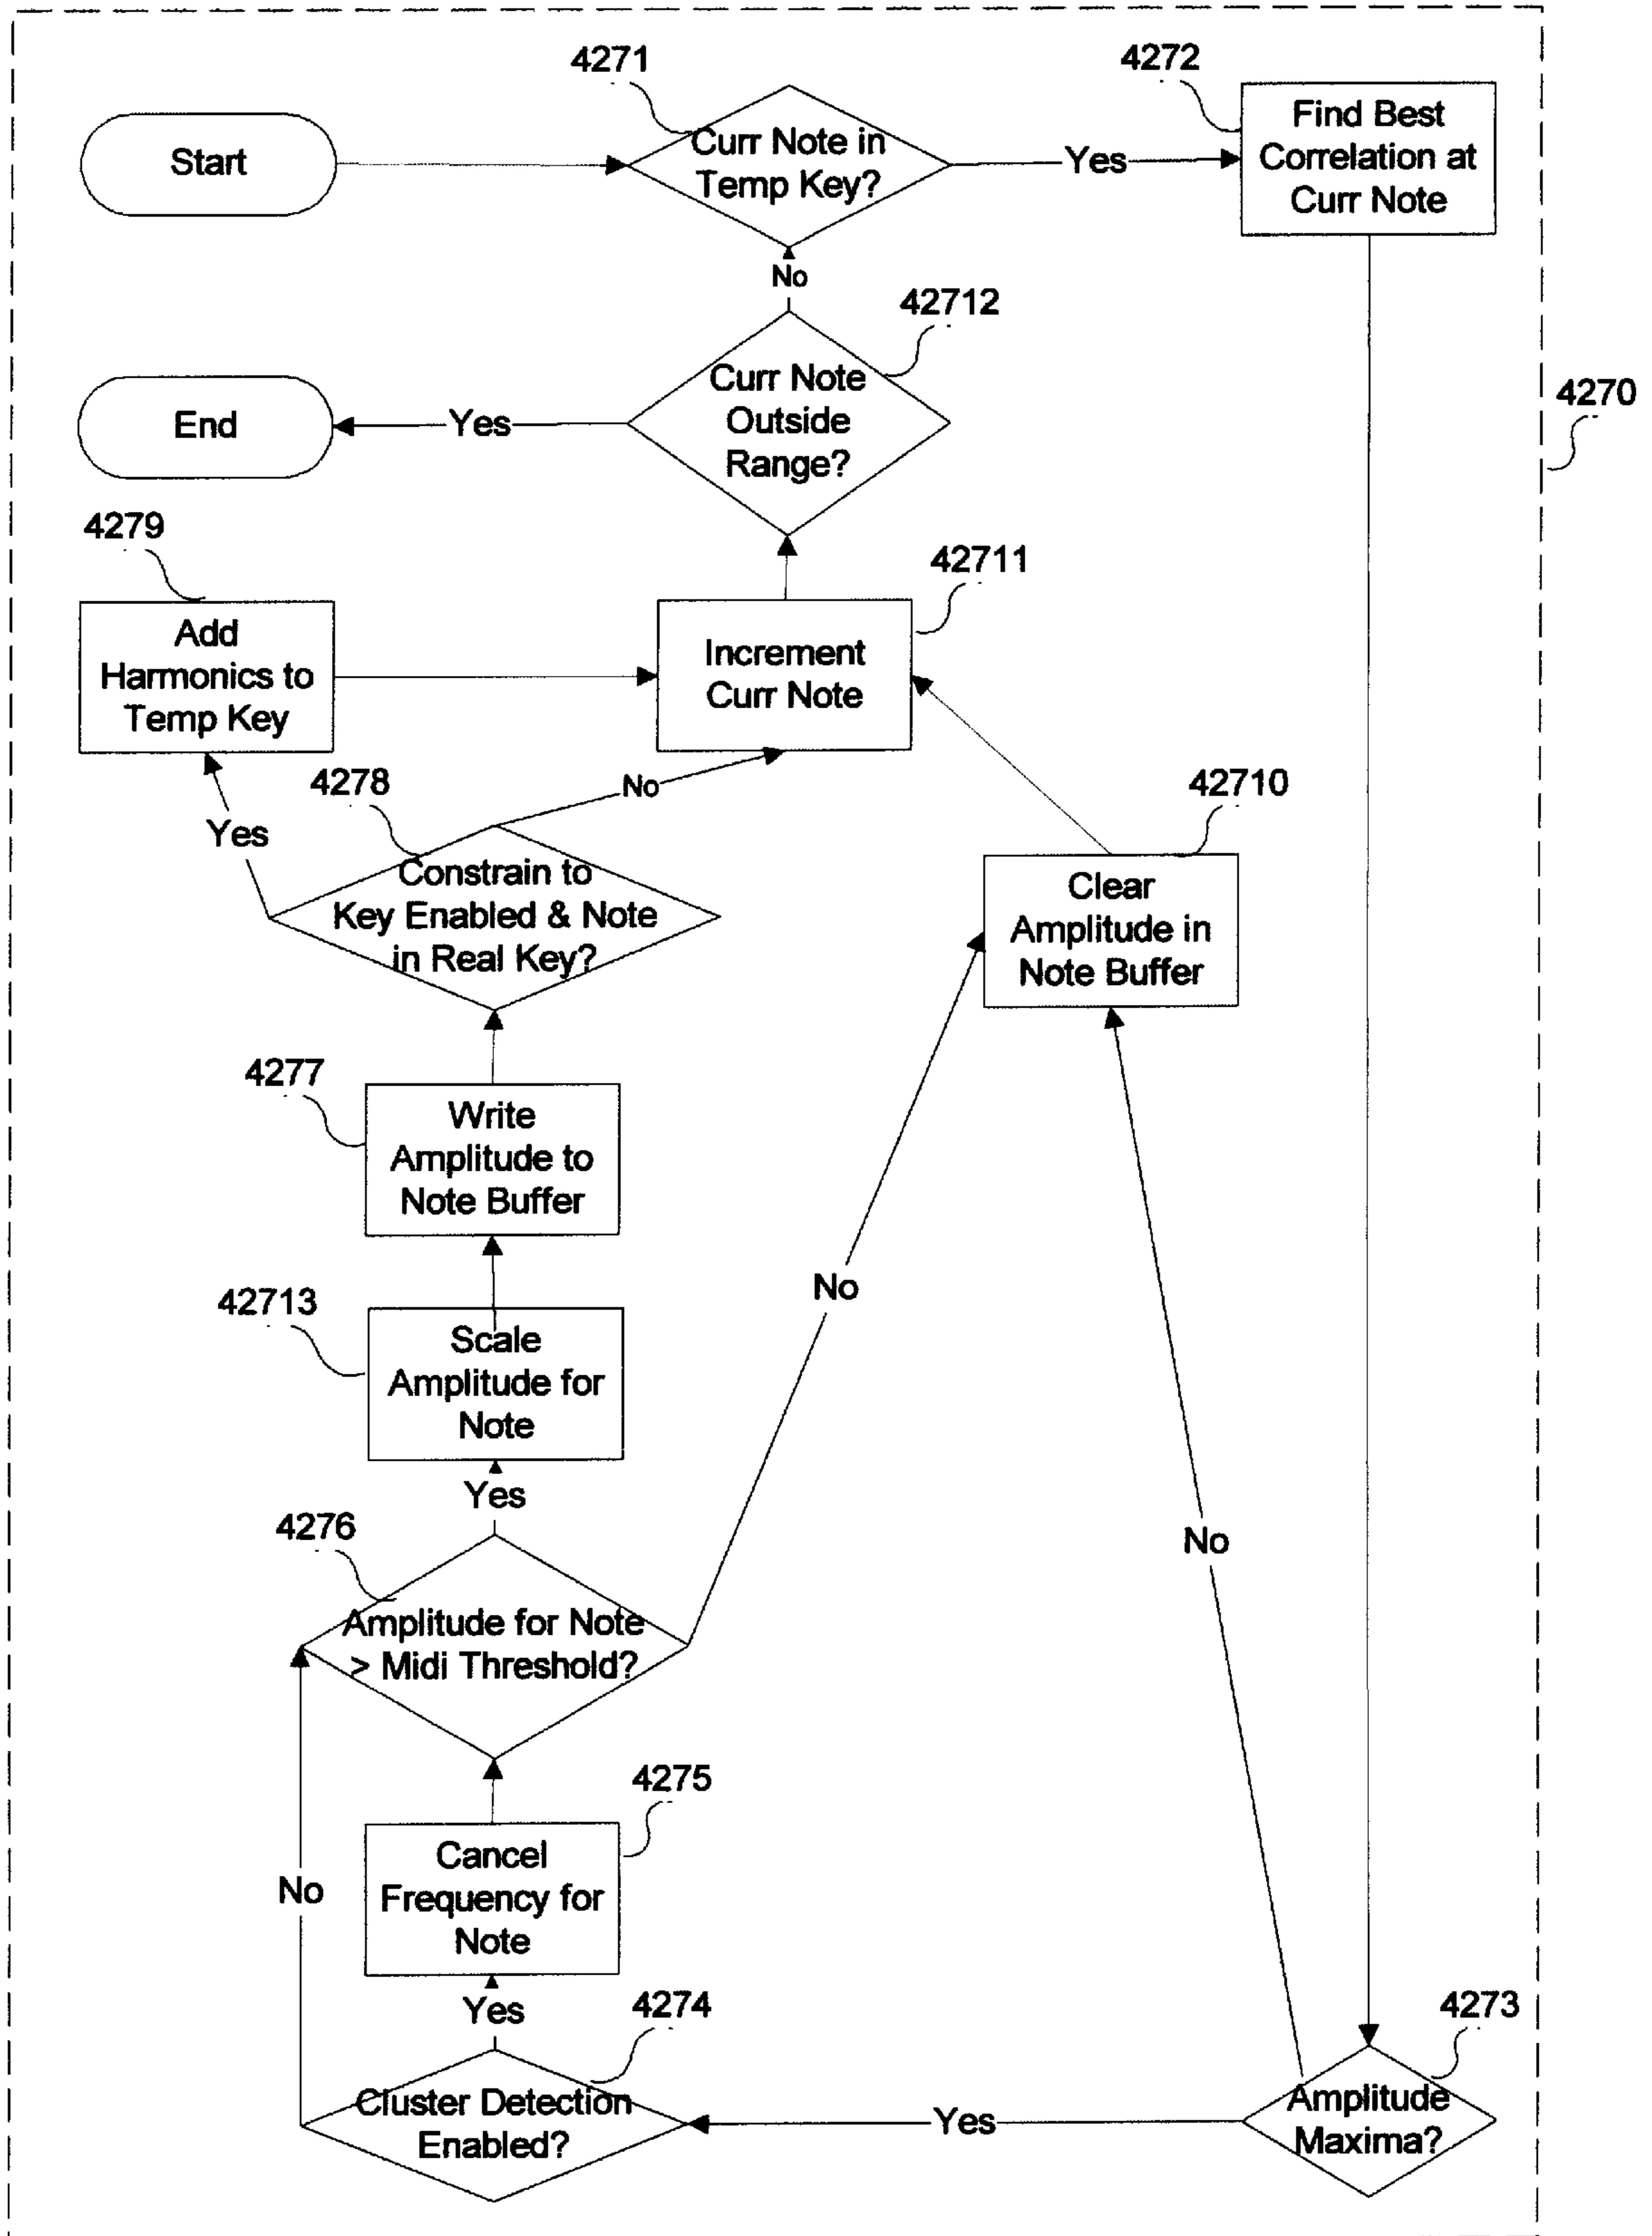 4271
4272
Start
Curr Note in
Temp Key?
Yes
Find Best
Correlation at
Curr Note
No
42712
4270
End
Yes
Curr Note
Outside
Range?
4279
42711
Add
Harmonics to
Temp Key
Increment
Curr Note
4278
No
42710
Yes
Constrain to
Key Enabled & Note
in Real Key?
Clear
Amplitude in
Note Buffer
4277
Write
Amplitude to
Note Buffer
No
42713
Scale
Amplitude for
Note
Yes
4276
No
Amplitude for Note
> Midi Threshold?
4275
Cancel
Frequency for
Note
No
Yes
4274
4273
Cluster Detection
Enabled?
Yes
Amplitude
Maxima?